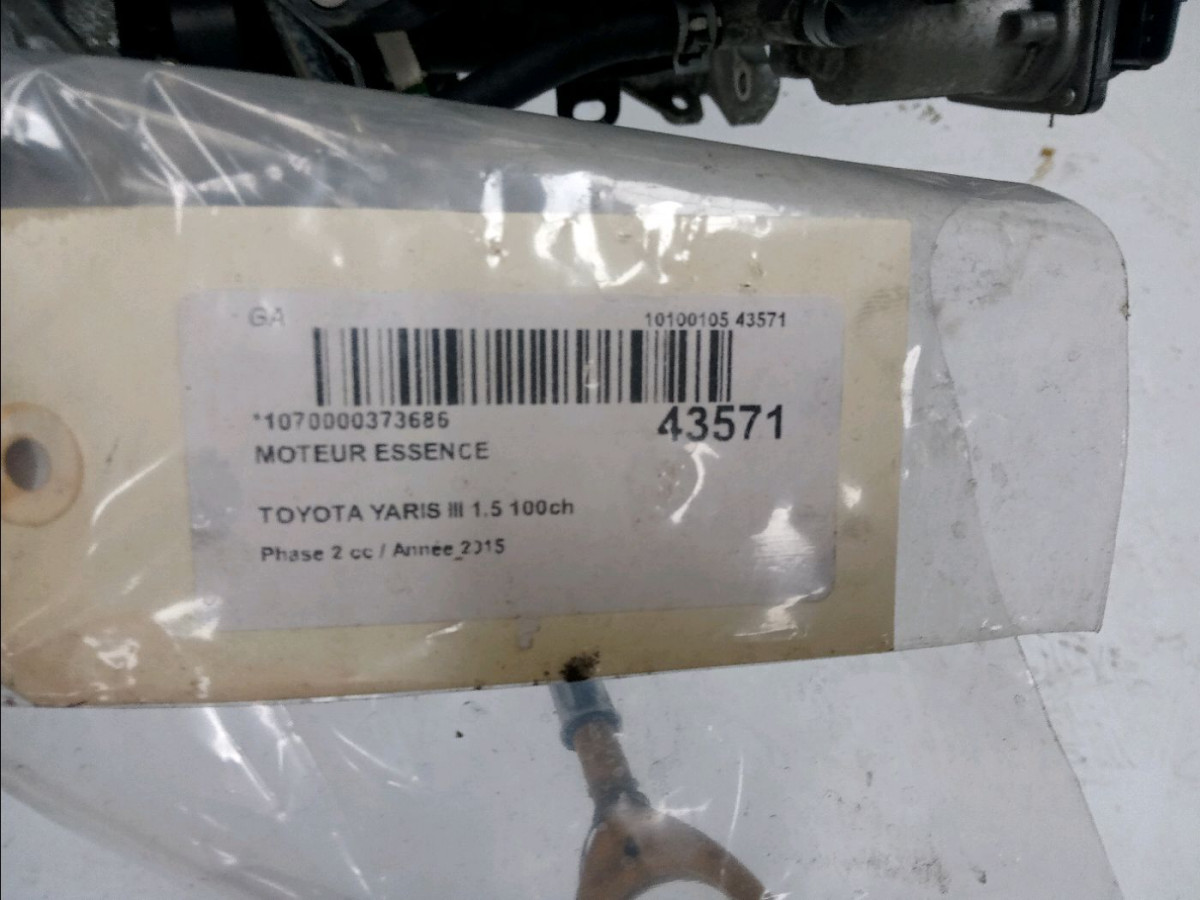 GA
10100105 43571
*1070000373686
43571
MOTEUR ESSENCE
TOYOTA YARIS III 1.5 100ch
Phase 2 cc / Année_2015